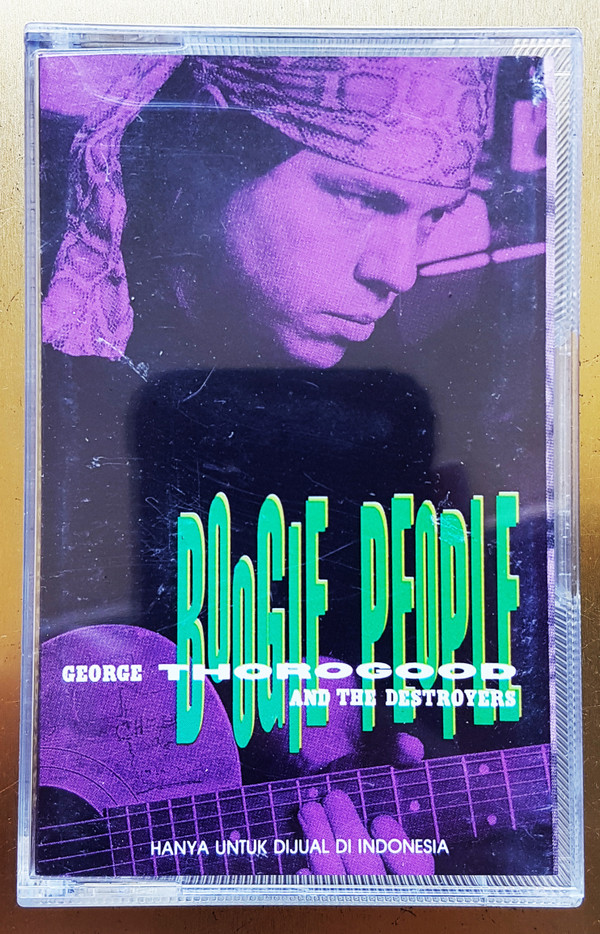 BOOGIE PEOPLE
GEORGE THOROGOOD
AND THE DESTROYERS
HANYA UNTUK DIJUAL DI INDONESIA